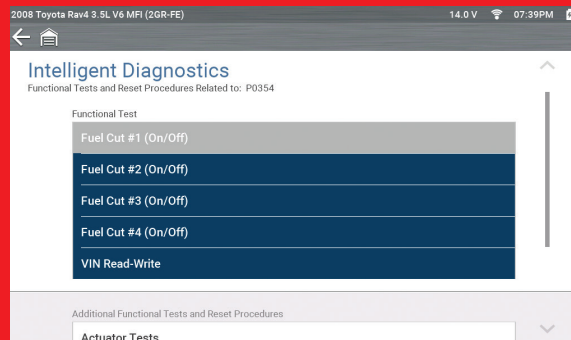 2008 Toyota Rav4 3.5L V6 MFI (2GR-FE) 14.0 V 07:39PM
Intelligent Diagnostics
Functional Tests and Reset Procedures Related to: P0354
Functional Test
Fuel Cut #1 (On/Off)
Fuel Cut #2 (On/Off)
Fuel Cut #3 (On/Off)
Fuel Cut #4 (On/Off)
VIN Read-Write
Additional Functional Tests and Reset Procedures
Actuator Tests